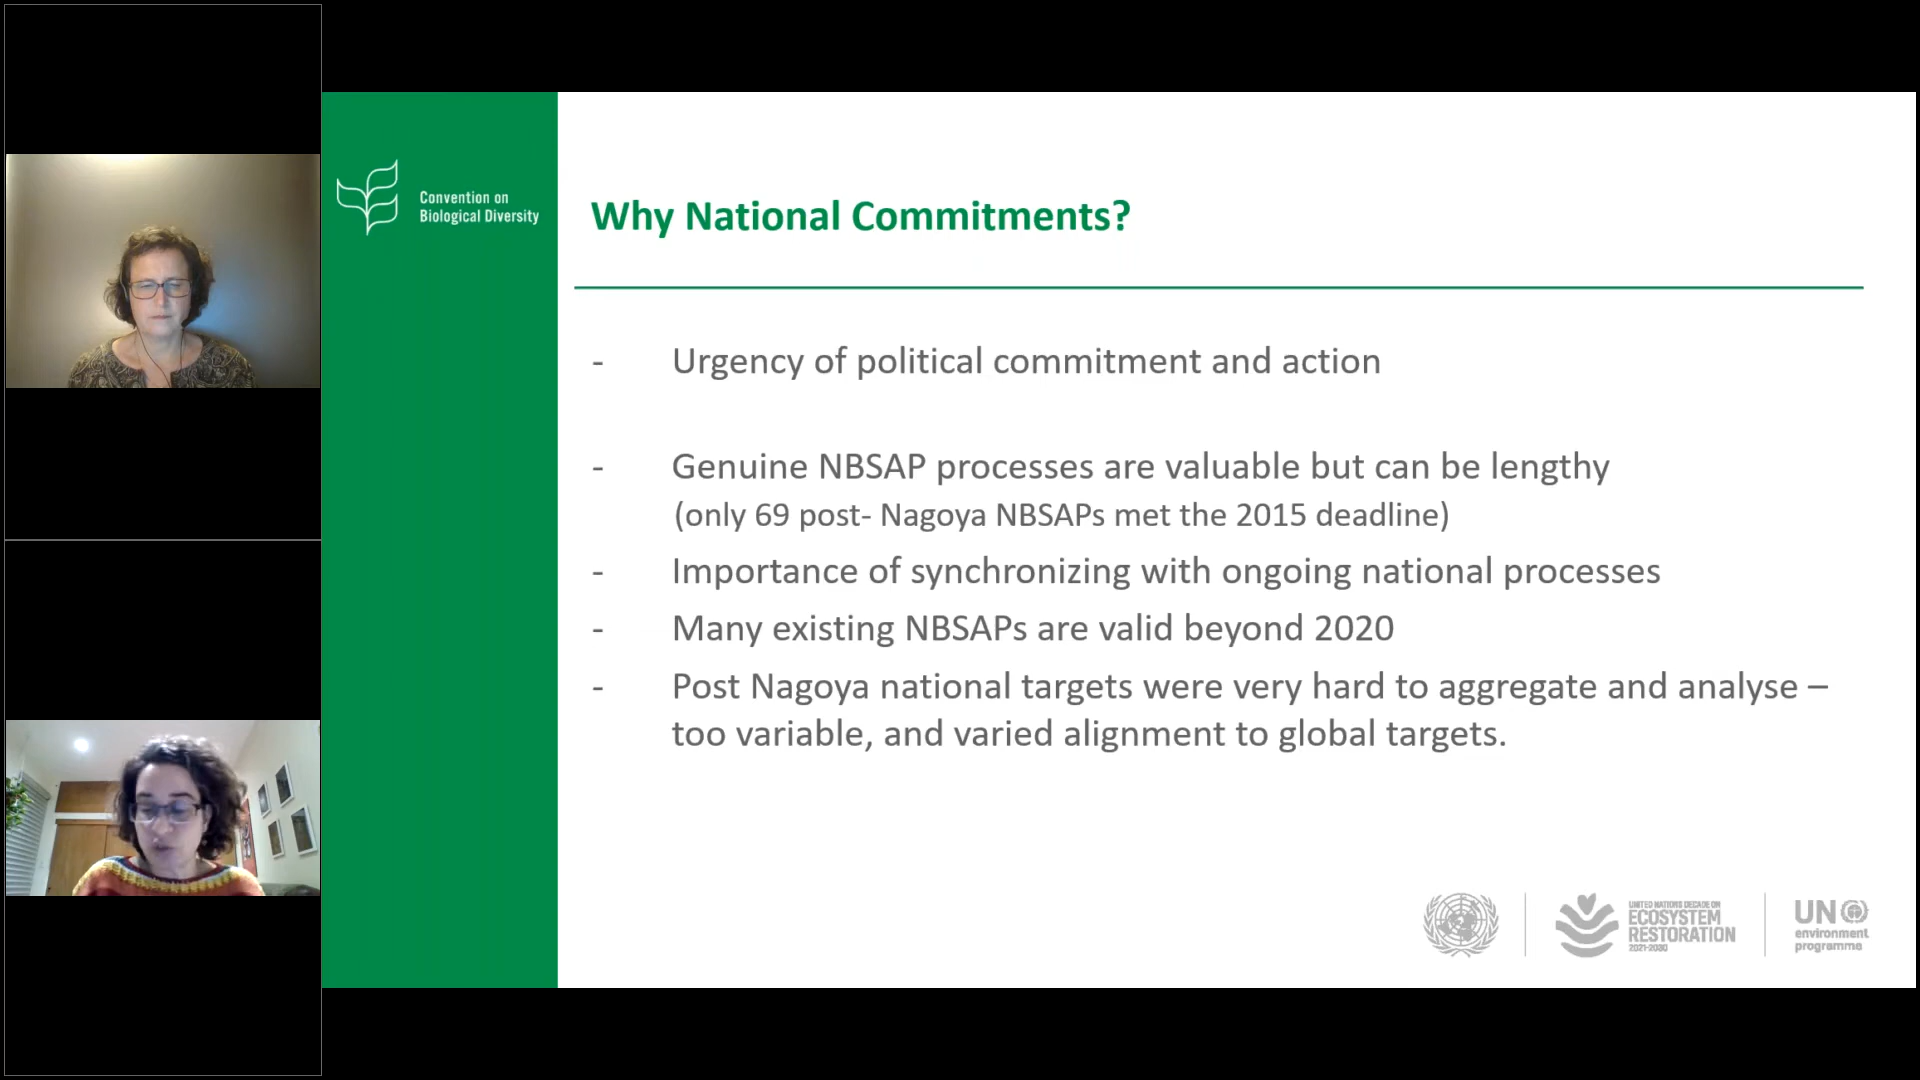 Convention on
Biological Diversity
Why National Commitments?
- Urgency of political commitment and action
- Genuine NBSAP processes are valuable but can be lengthy
(only 69 post- Nagoya NBSAPs met the 2015 deadline)
- Importance of synchronizing with ongoing national processes
- Many existing NBSAPs are valid beyond 2020
- Post Nagoya national targets were very hard to aggregate and analyse –
too variable, and varied alignment to global targets.
UNITED NATIONS DECADE ON
ECOSYSTEM
RESTORATION
2021-2030
UN
environment
programme